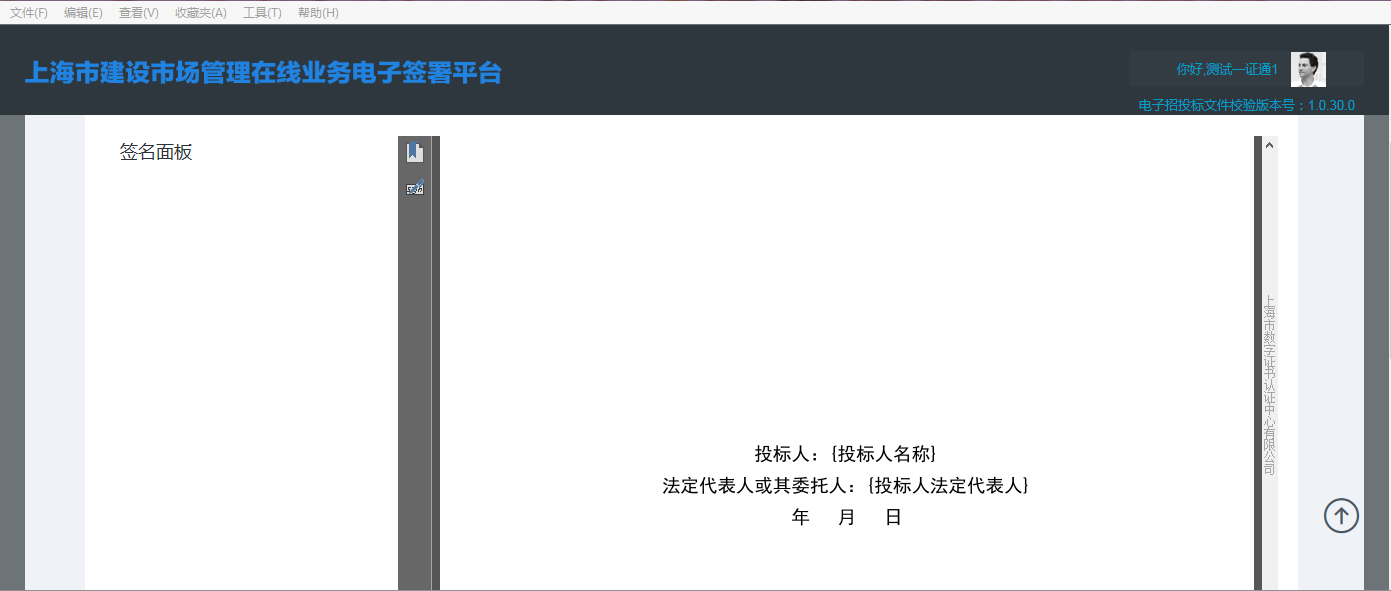 文件(F) 编辑(E) 查看(V) 收藏夹(A) 工具(T) 帮助(H)
上海市建设市场管理在线业务电子签署平台
你好,测试一证通1
电子招投标文件校验版本号：1.0.30.0
签名面板
投标人：{投标人名称}
法定代表人或其委托人：{投标人法定代表人}
年 月 日
上海市数字证书认证中心有限公司